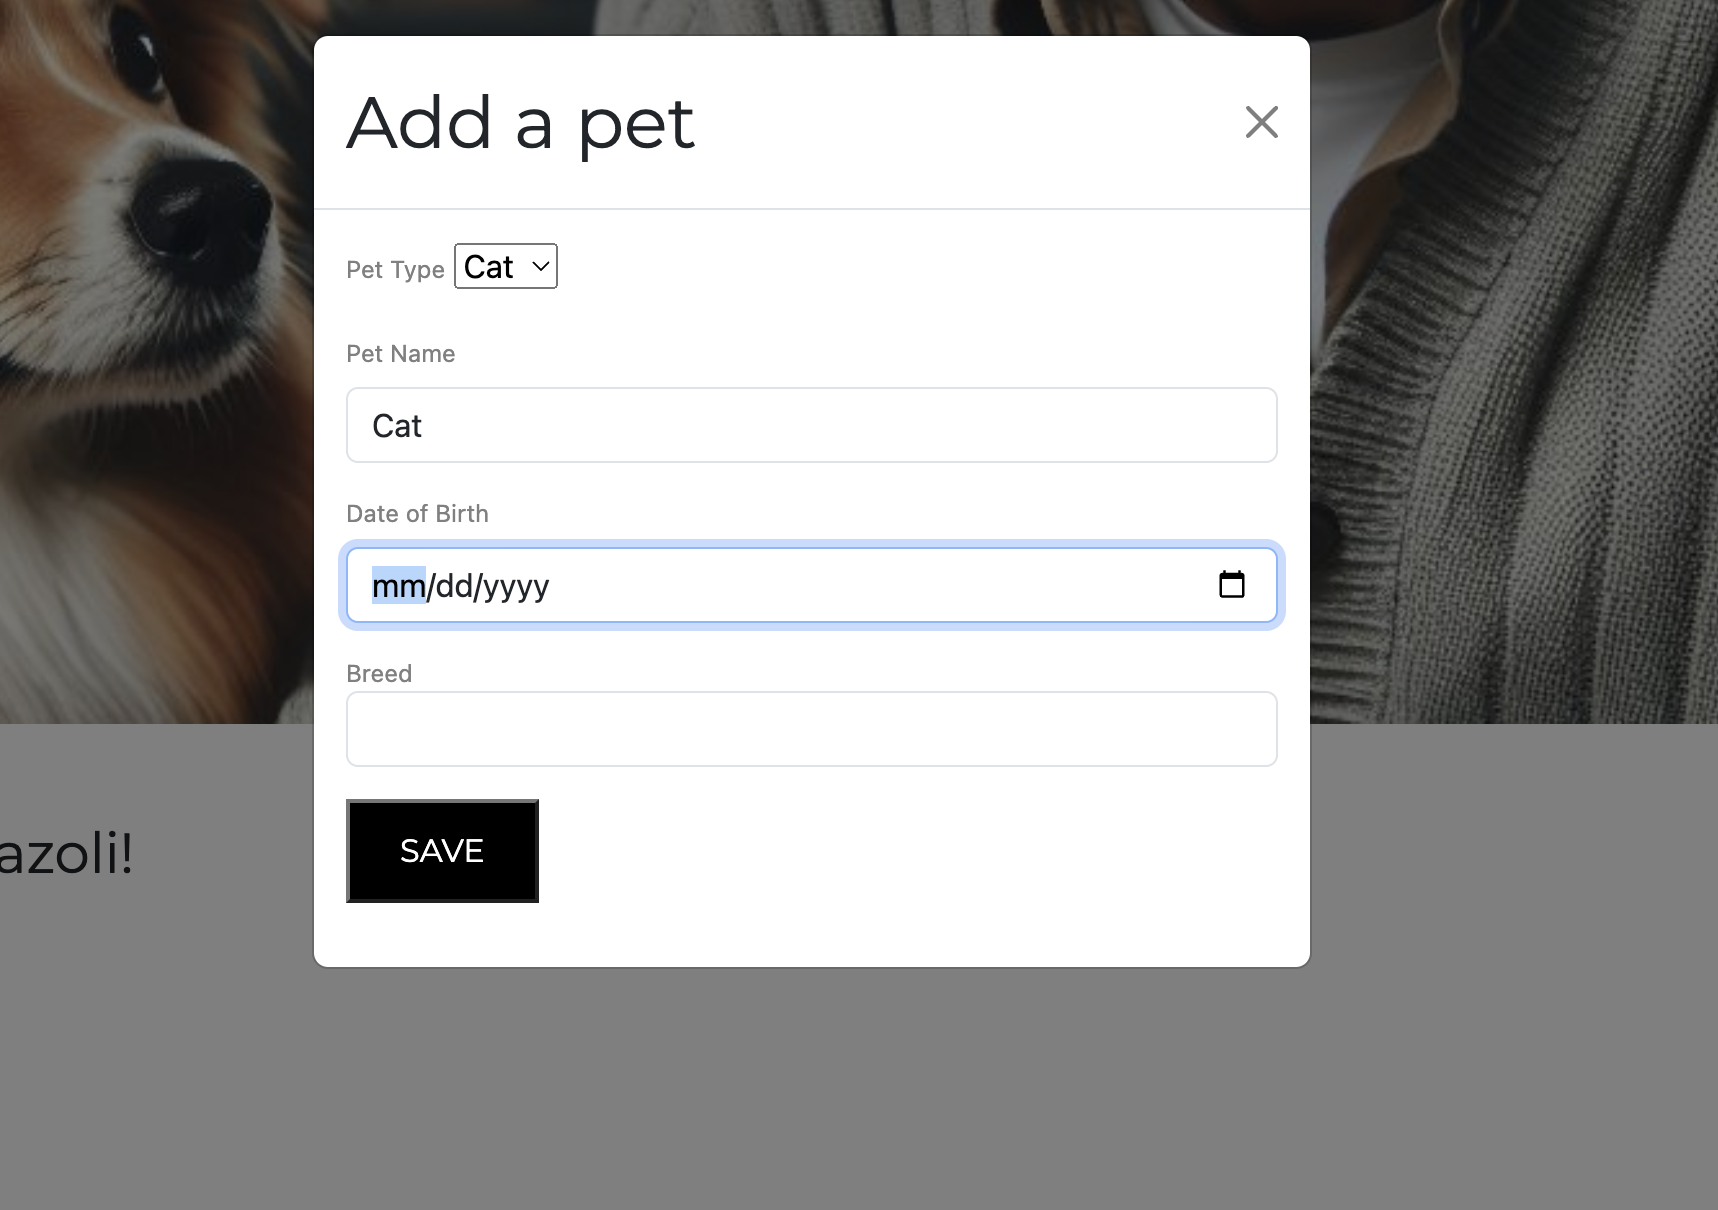 Add a pet
Pet Type Cat
Pet Name
Cat
Date of Birth
mm/dd/yyyy
Breed
SAVE
azoli!